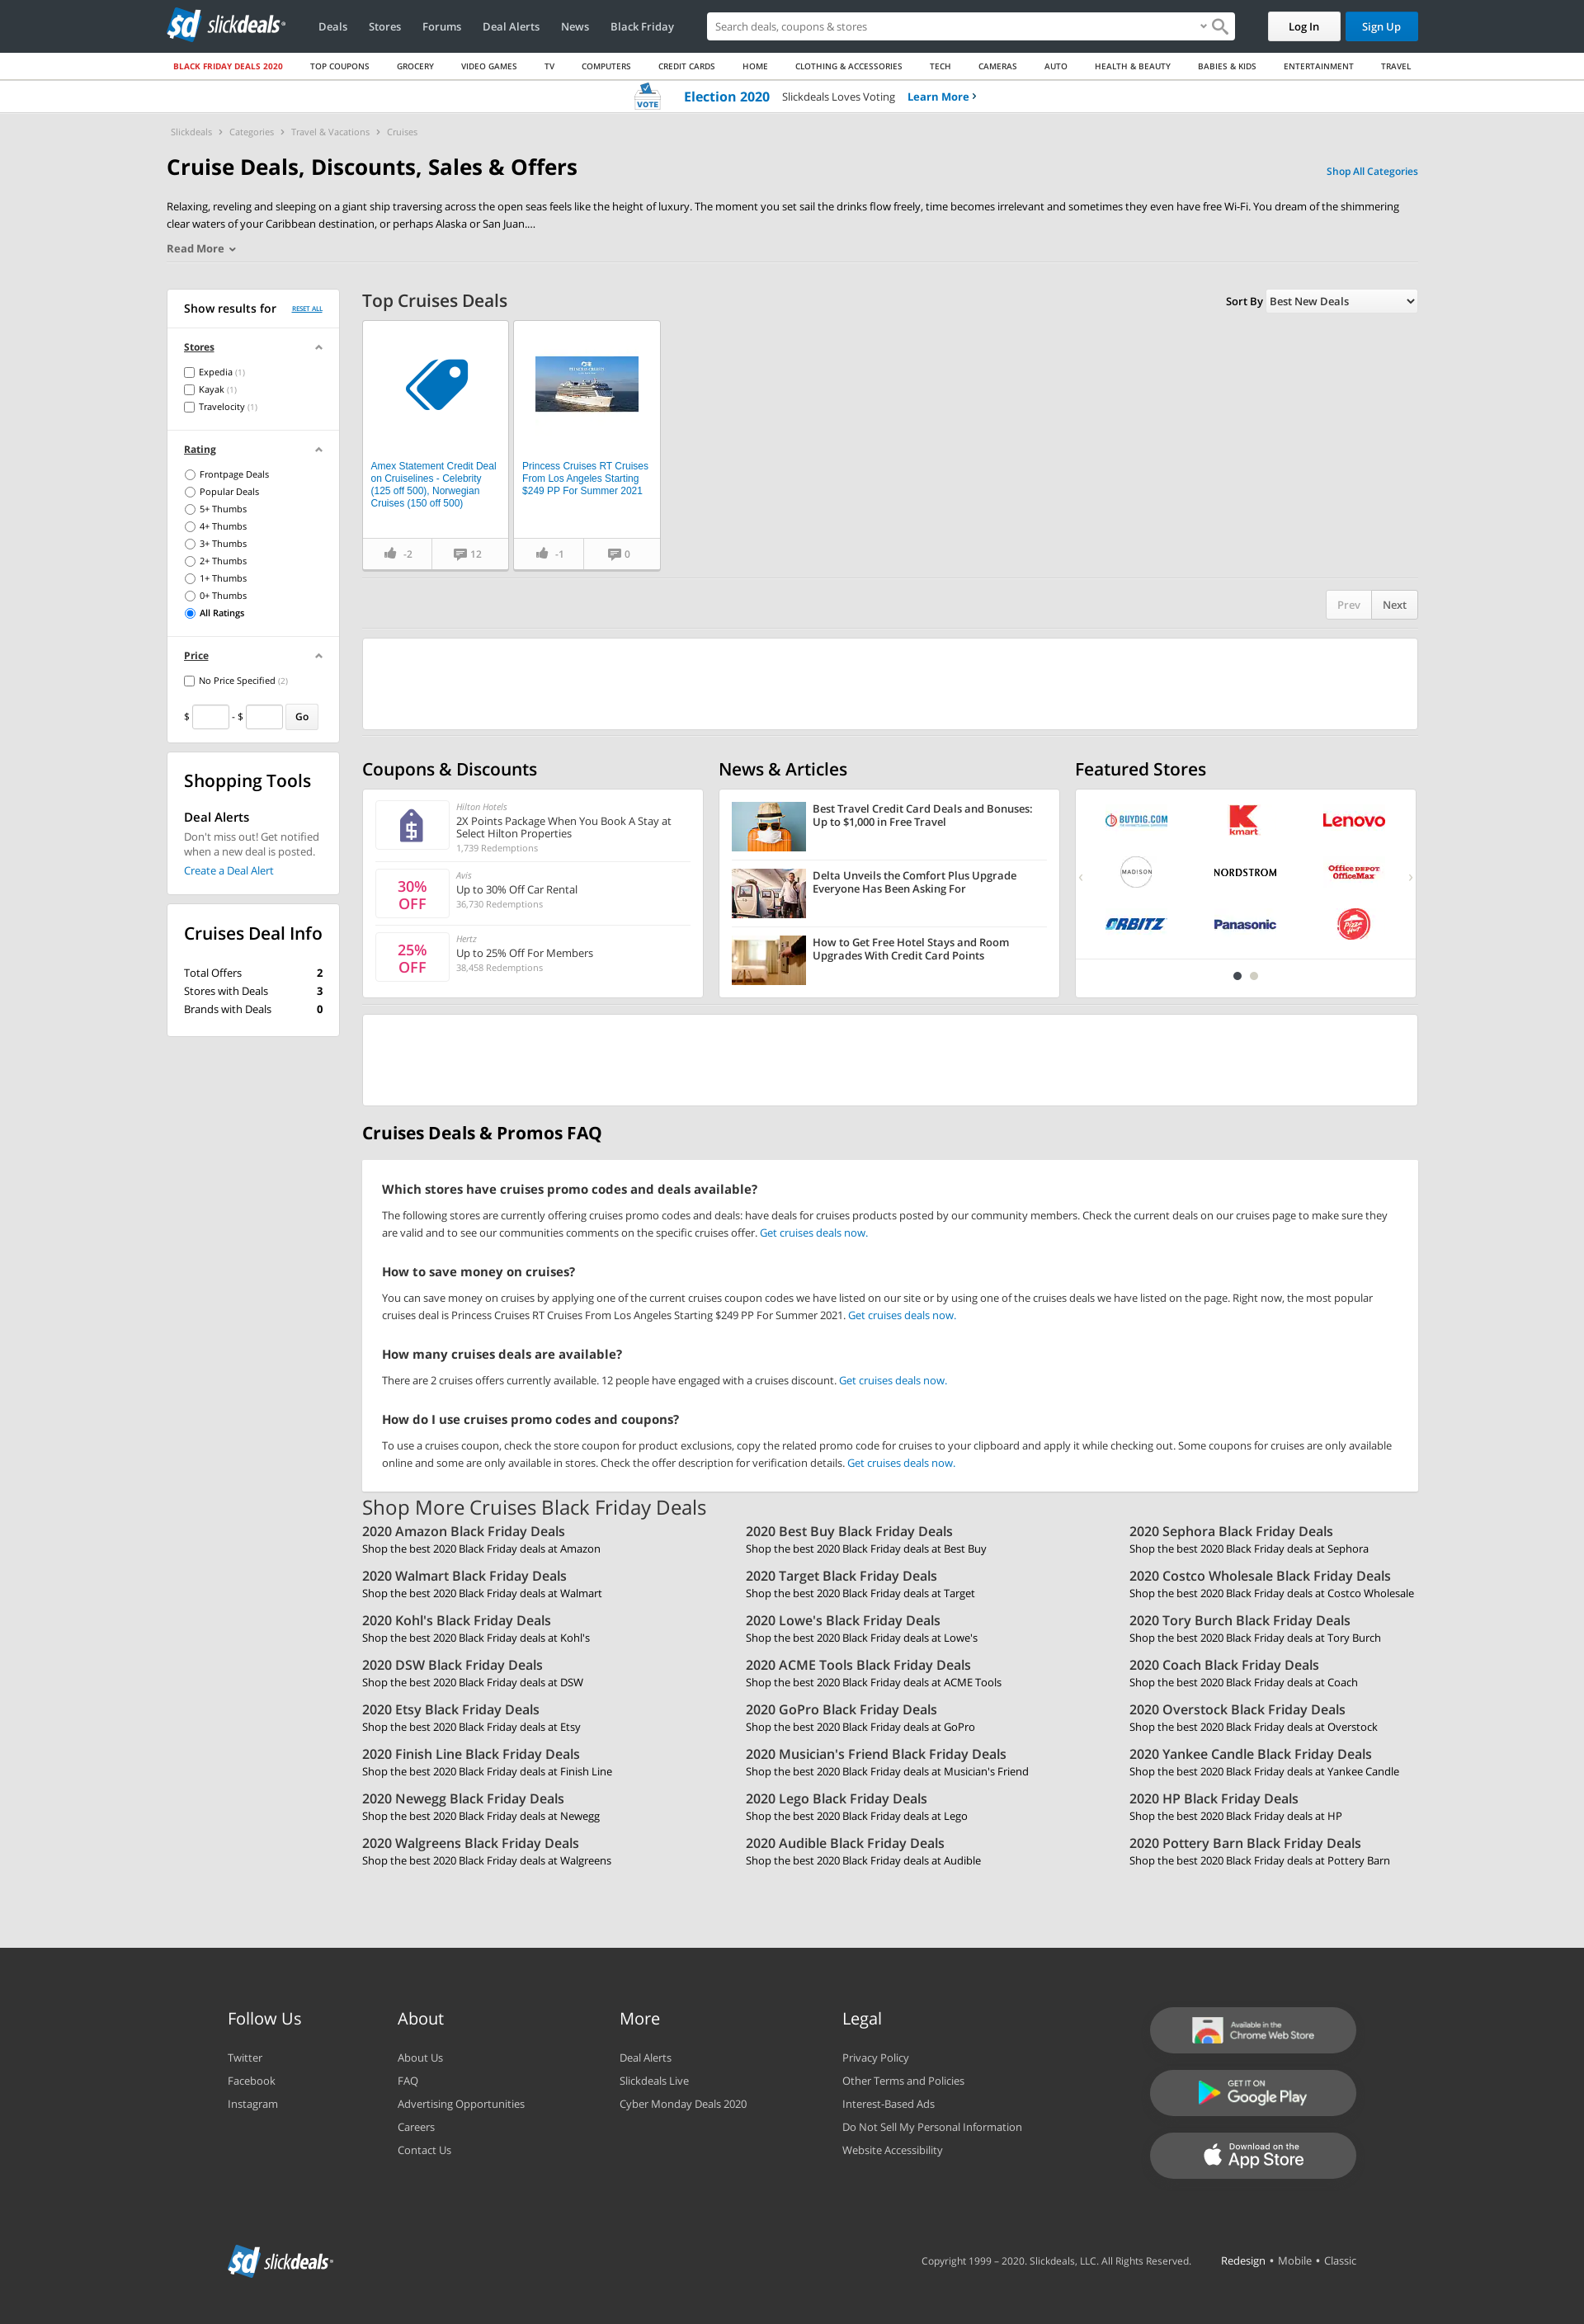 sd slickdeals
Deals Stores Forums Deal Alerts News Black Friday
Search deals, coupons & stores
Log In
Sign Up
BLACK FRIDAY DEALS 2020 TOP COUPONS GROCERY VIDEO GAMES TV COMPUTERS CREDIT CARDS HOME CLOTHING & ACCESSORIES TECH CAMERAS AUTO HEALTH & BEAUTY BABIES & KIDS ENTERTAINMENT TRAVEL
VOTE Election 2020 Slickdeals Loves Voting Learn More ›
Slickdeals › Categories › Travel & Vacations › Cruises
Cruise Deals, Discounts, Sales & Offers
Shop All Categories
Relaxing, reveling and sleeping on a giant ship traversing across the open seas feels like the height of luxury. The moment you set sail the drinks flow freely, time becomes irrelevant and sometimes they even have free Wi-Fi. You dream of the shimmering
clear waters of your Caribbean destination, or perhaps Alaska or San Juan....
Read More
Show results for RESET ALL
Stores
Expedia (1)
Kayak (1)
Travelocity (1)
Rating
Frontpage Deals
Popular Deals
5+ Thumbs
4+ Thumbs
3+ Thumbs
2+ Thumbs
1+ Thumbs
0+ Thumbs
All Ratings
Price
No Price Specified (2)
$ - $ Go
Shopping Tools
Deal Alerts
Don't miss out! Get notified
when a new deal is posted.
Create a Deal Alert
Cruises Deal Info
Total Offers 2
Stores with Deals 3
Brands with Deals 0
Top Cruises Deals
Sort By Best New Deals
Amex Statement Credit Deal
on Cruiselines - Celebrity
(125 off 500), Norwegian
Cruises (150 off 500)
-2 12
Princess Cruises RT Cruises
From Los Angeles Starting
$249 PP For Summer 2021
-1 0
Prev Next
Coupons & Discounts
Hilton Hotels
2X Points Package When You Book A Stay at
Select Hilton Properties
1,739 Redemptions
30%
OFF
Avis
Up to 30% Off Car Rental
36,730 Redemptions
25%
OFF
Hertz
Up to 25% Off For Members
38,458 Redemptions
News & Articles
Best Travel Credit Card Deals and Bonuses:
Up to $1,000 in Free Travel
Delta Unveils the Comfort Plus Upgrade
Everyone Has Been Asking For
How to Get Free Hotel Stays and Room
Upgrades With Credit Card Points
Featured Stores
BUYDIG.COM
kmart
Lenovo
MADISON
NORDSTROM
Office DEPOT
OfficeMax
ORBITZ
Panasonic
Pizza Hut
Cruises Deals & Promos FAQ
Which stores have cruises promo codes and deals available?
The following stores are currently offering cruises promo codes and deals: have deals for cruises products posted by our community members. Check the current deals on our cruises page to make sure they
are valid and to see our communities comments on the specific cruises offer. Get cruises deals now.
How to save money on cruises?
You can save money on cruises by applying one of the current cruises coupon codes we have listed on our site or by using one of the cruises deals we have listed on the page. Right now, the most popular
cruises deal is Princess Cruises RT Cruises From Los Angeles Starting $249 PP For Summer 2021. Get cruises deals now.
How many cruises deals are available?
There are 2 cruises offers currently available. 12 people have engaged with a cruises discount. Get cruises deals now.
How do I use cruises promo codes and coupons?
To use a cruises coupon, check the store coupon for product exclusions, copy the related promo code for cruises to your clipboard and apply it while checking out. Some coupons for cruises are only available
online and some are only available in stores. Check the offer description for verification details. Get cruises deals now.
Shop More Cruises Black Friday Deals
2020 Amazon Black Friday Deals 2020 Best Buy Black Friday Deals 2020 Sephora Black Friday Deals
Shop the best 2020 Black Friday deals at Amazon Shop the best 2020 Black Friday deals at Best Buy Shop the best 2020 Black Friday deals at Sephora
2020 Walmart Black Friday Deals 2020 Target Black Friday Deals 2020 Costco Wholesale Black Friday Deals
Shop the best 2020 Black Friday deals at Walmart Shop the best 2020 Black Friday deals at Target Shop the best 2020 Black Friday deals at Costco Wholesale
2020 Kohl's Black Friday Deals 2020 Lowe's Black Friday Deals 2020 Tory Burch Black Friday Deals
Shop the best 2020 Black Friday deals at Kohl's Shop the best 2020 Black Friday deals at Lowe's Shop the best 2020 Black Friday deals at Tory Burch
2020 DSW Black Friday Deals 2020 ACME Tools Black Friday Deals 2020 Coach Black Friday Deals
Shop the best 2020 Black Friday deals at DSW Shop the best 2020 Black Friday deals at ACME Tools Shop the best 2020 Black Friday deals at Coach
2020 Etsy Black Friday Deals 2020 GoPro Black Friday Deals 2020 Overstock Black Friday Deals
Shop the best 2020 Black Friday deals at Etsy Shop the best 2020 Black Friday deals at GoPro Shop the best 2020 Black Friday deals at Overstock
2020 Finish Line Black Friday Deals 2020 Musician's Friend Black Friday Deals 2020 Yankee Candle Black Friday Deals
Shop the best 2020 Black Friday deals at Finish Line Shop the best 2020 Black Friday deals at Musician's Friend Shop the best 2020 Black Friday deals at Yankee Candle
2020 Newegg Black Friday Deals 2020 Lego Black Friday Deals 2020 HP Black Friday Deals
Shop the best 2020 Black Friday deals at Newegg Shop the best 2020 Black Friday deals at Lego Shop the best 2020 Black Friday deals at HP
2020 Walgreens Black Friday Deals 2020 Audible Black Friday Deals 2020 Pottery Barn Black Friday Deals
Shop the best 2020 Black Friday deals at Walgreens Shop the best 2020 Black Friday deals at Audible Shop the best 2020 Black Friday deals at Pottery Barn
Follow Us
Twitter
Facebook
Instagram
About
About Us
FAQ
Advertising Opportunities
Careers
Contact Us
More
Deal Alerts
Slickdeals Live
Cyber Monday Deals 2020
Legal
Privacy Policy
Other Terms and Policies
Interest-Based Ads
Do Not Sell My Personal Information
Website Accessibility
Available in the
Chrome Web Store
GET IT ON
Google Play
Download on the
App Store
sd slickdeals
Copyright 1999 – 2020. Slickdeals, LLC. All Rights Reserved. Redesign • Mobile • Classic